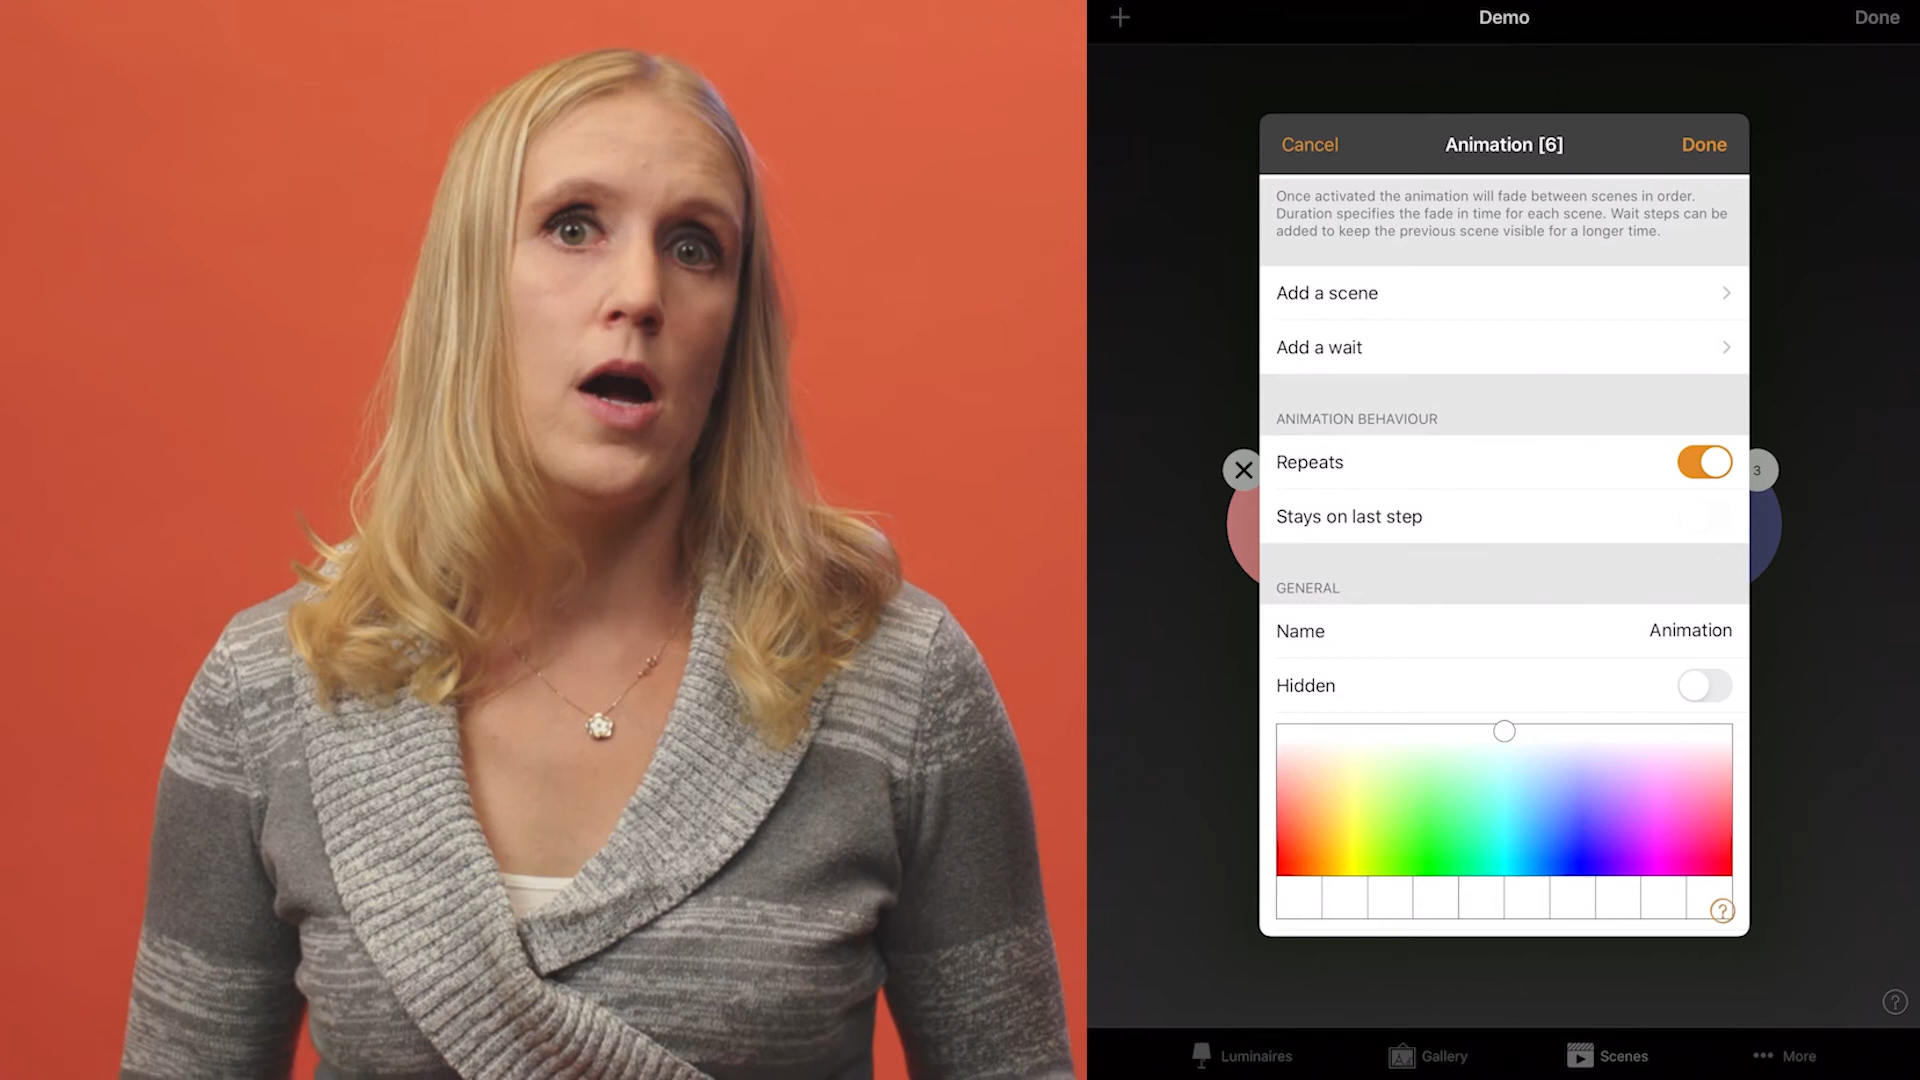 Demo
Done
Cancel
Animation [6]
Done
Once activated the animation will fade between scenes in order.
Duration specifies the fade in time for each scene. Wait steps can be
added to keep the previous scene visible for a longer time.
Add a scene
Add a wait
ANIMATION BEHAVIOUR
Repeats
3
Stays on last step
GENERAL
Name
Animation
Hidden
?
?
Luminaires
Gallery
Scenes
More